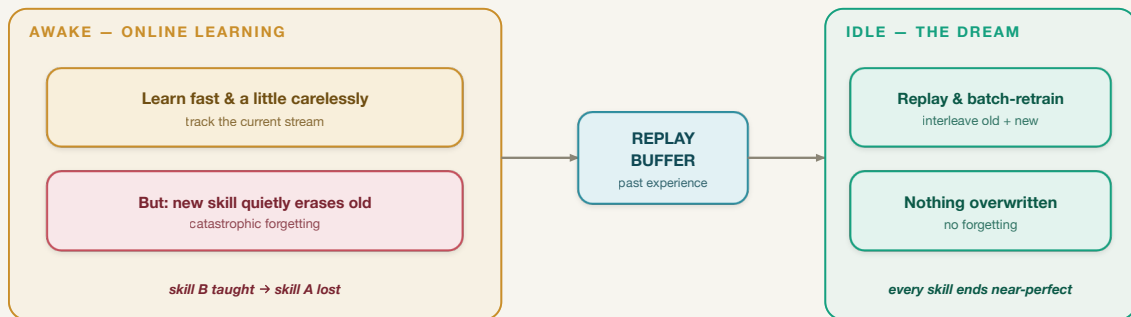 AWAKE — ONLINE LEARNING
Learn fast & a little carelessly
track the current stream
But: new skill quietly erases old
catastrophic forgetting
skill B taught → skill A lost
REPLAY
BUFFER
past experience
IDLE — THE DREAM
Replay & batch-retrain
interleave old + new
Nothing overwritten
no forgetting
every skill ends near-perfect